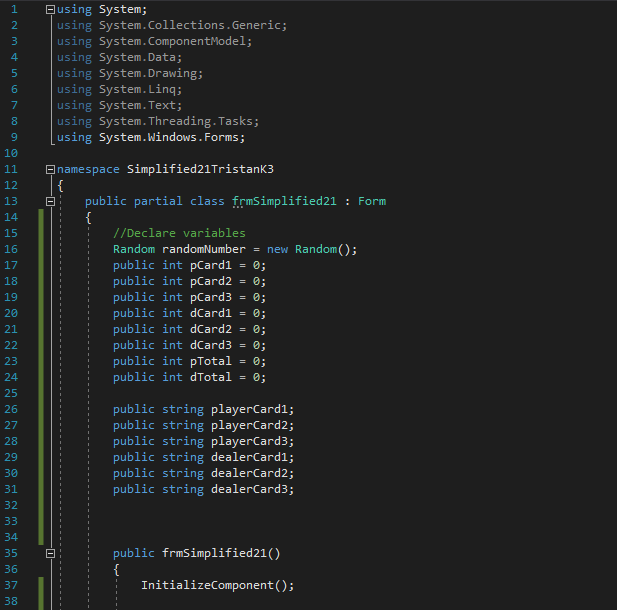 1 using System;
2 using System.Collections.Generic;
3 using System.ComponentModel;
4 using System.Data;
5 using System.Drawing;
6 using System.Linq;
7 using System.Text;
8 using System.Threading.Tasks;
9 using System.Windows.Forms;
10
11 namespace Simplified21TristanK3
12 {
13 public partial class frmSimplified21 : Form
14 {
15 //Declare variables
16 Random randomNumber = new Random();
17 public int pCard1 = 0;
18 public int pCard2 = 0;
19 public int pCard3 = 0;
20 public int dCard1 = 0;
21 public int dCard2 = 0;
22 public int dCard3 = 0;
23 public int pTotal = 0;
24 public int dTotal = 0;
25
26 public string playerCard1;
27 public string playerCard2;
28 public string playerCard3;
29 public string dealerCard1;
30 public string dealerCard2;
31 public string dealerCard3;
32
33
34
35 public frmSimplified21()
36 {
37 InitializeComponent();
38